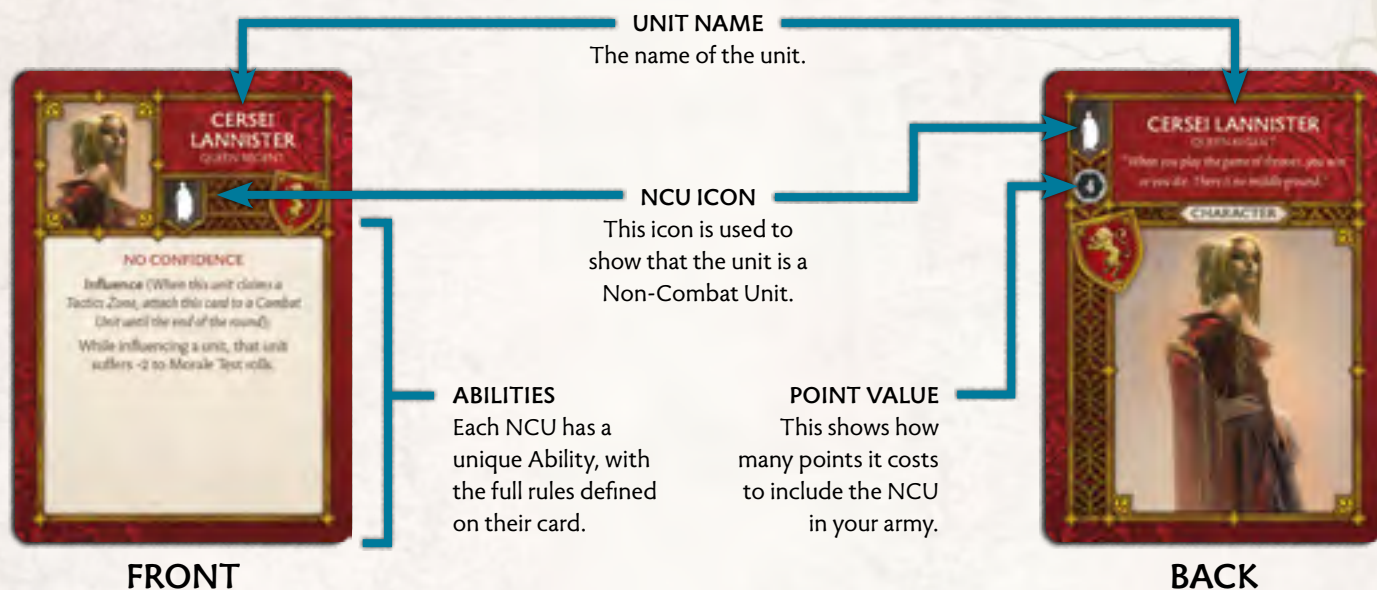 UNIT NAME
The name of the unit.
CERSEI
LANNISTER
QUEEN REGENT
NO CONFIDENCE
Influence (When this unit claims a
Tactics Zone, attach this card to a Combat
Unit until the end of the round):
While influencing a unit, that unit
suffers -2 to Morale Test rolls.
FRONT
NCU ICON
This icon is used to
show that the unit is a
Non-Combat Unit.
ABILITIES
Each NCU has a
unique Ability, with
the full rules defined
on their card.
POINT VALUE
This shows how
many points it costs
to include the NCU
in your army.
CERSEI LANNISTER
QUEEN REGENT
"When you play the game of thrones, you win
or you die. There is no middle ground."
4
CHARACTER
BACK